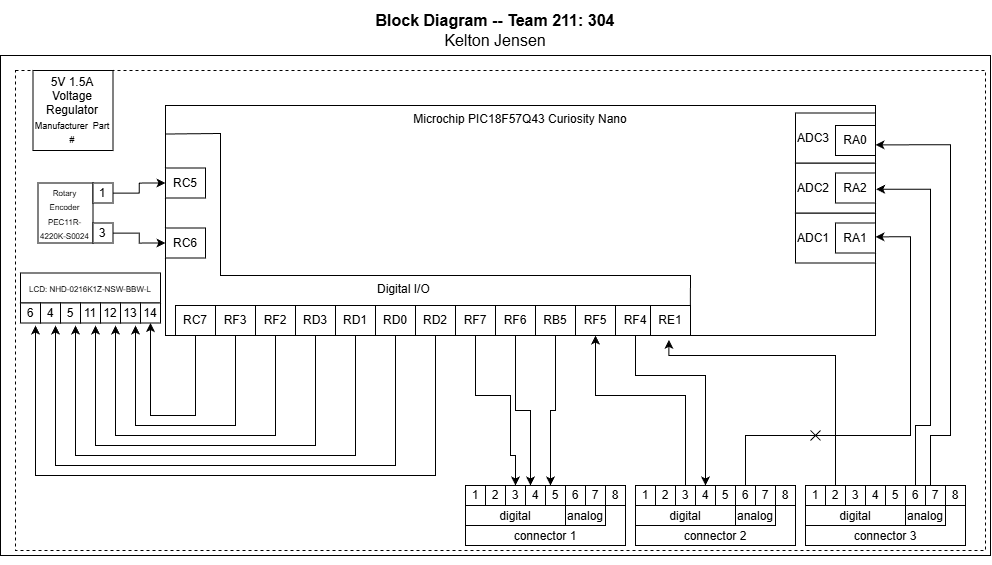 Block Diagram -- Team 211: 304
Kelton Jensen
5V 1.5A
Voltage
Regulator
Manufacturer Part
#
Microchip PIC18F57Q43 Curiosity Nano
ADC3 RA0
ADC2 RA2
ADC1 RA1
RC5
RC6
Rotary
Encoder
PEC11R-
4220K-S0024
1
3
LCD: NHD-0216K1Z-NSW-BBW-L
6 4 5 11 12 13 14
Digital I/O
RC7 RF3 RF2 RD3 RD1 RD0 RD2 RF7 RF6 RB5 RF5 RF4 RE1
1 2 3 4 5 6 7 8
digital analog
connector 1
1 2 3 4 5 6 7 8
digital analog
connector 2
1 2 3 4 5 6 7 8
digital analog
connector 3